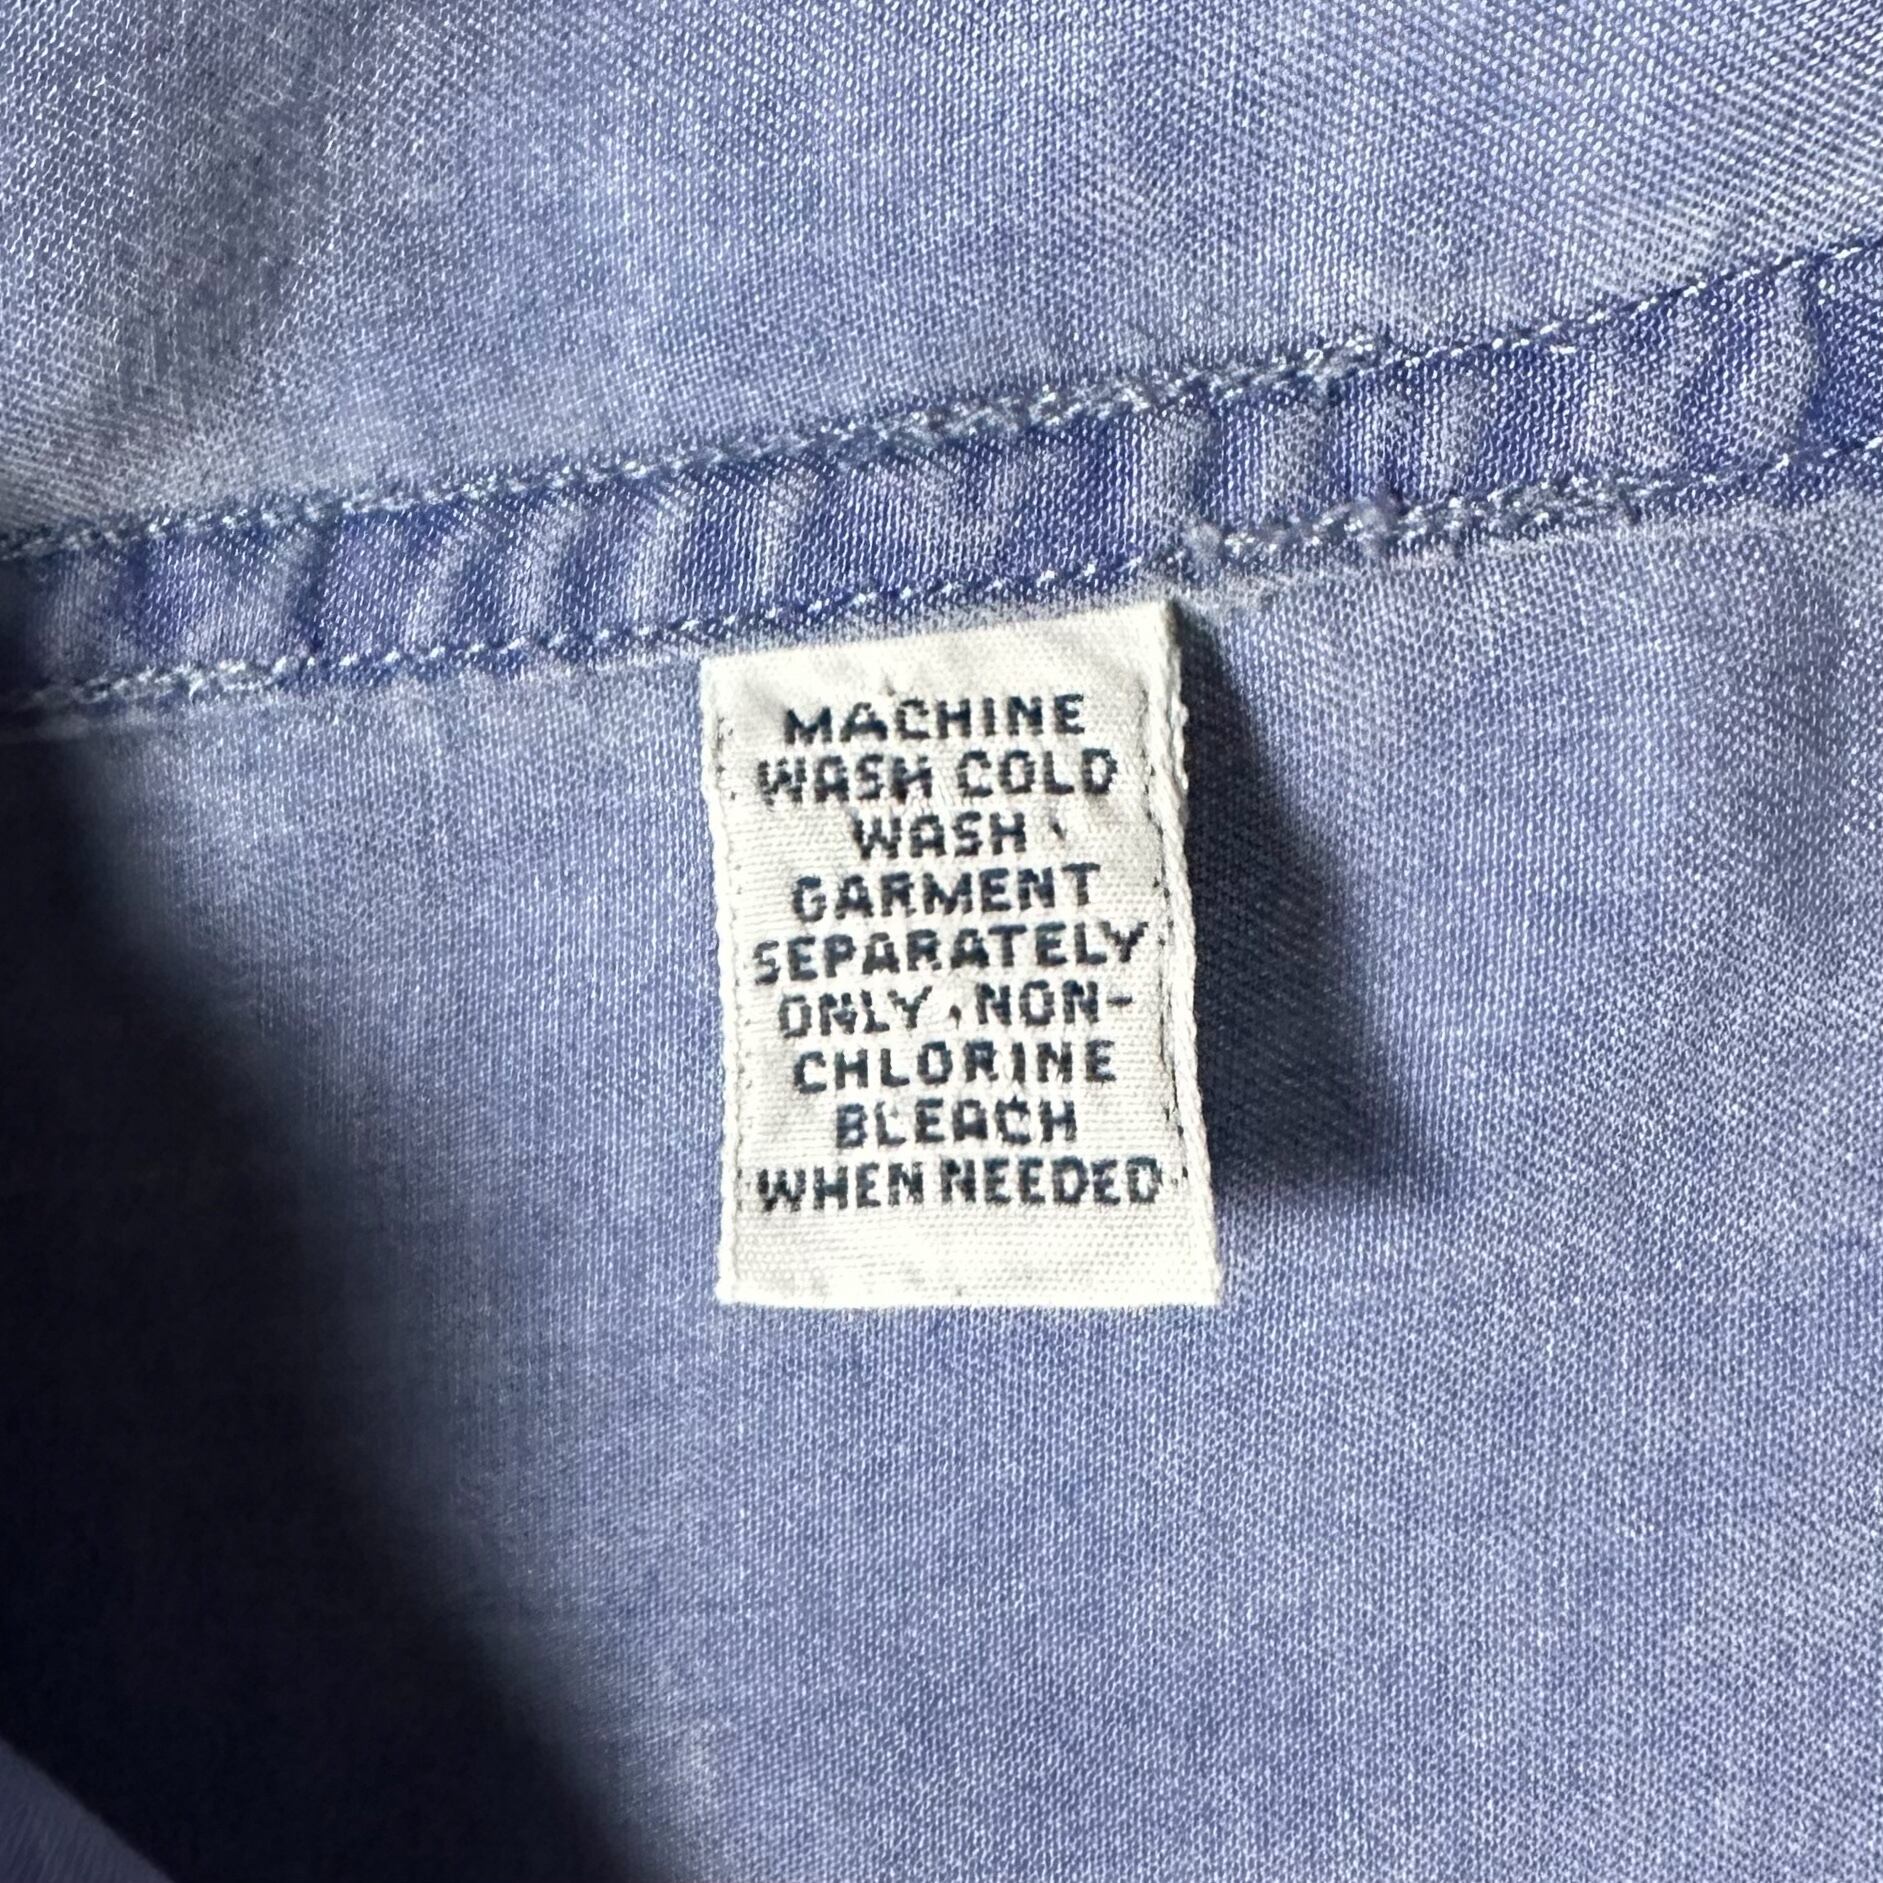 MACHINE
WASH COLD
WASH
GARMENT
SEPARATELY
ONLY, NON-
CHLORINE
BLEACH
WHEN NEEDED